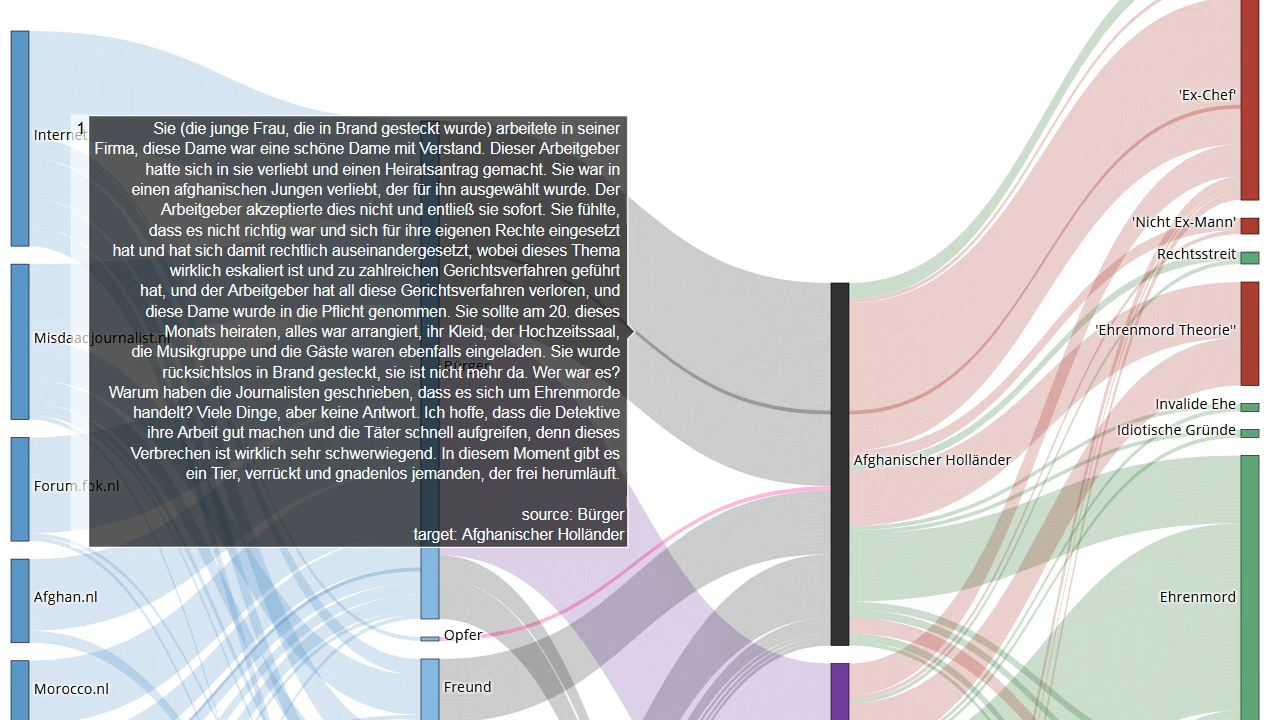 Internet
Misdaadjournalist.nl
Forum.fok.nl
Afghan.nl
Morocco.nl
1
Sie (die junge Frau, die in Brand gesteckt wurde) arbeitete in seiner
Firma, diese Dame war eine schöne Dame mit Verstand. Dieser Arbeitgeber
hatte sich in sie verliebt und einen Heiratsantrag gemacht. Sie war in
einen afghanischen Jungen verliebt, der für ihn ausgewählt wurde. Der
Arbeitgeber akzeptierte dies nicht und entließ sie sofort. Sie fühlte,
dass es nicht richtig war und sich für ihre eigenen Rechte eingesetzt
hat und hat sich damit rechtlich auseinandergesetzt, wobei dieses Thema
wirklich eskaliert ist und zu zahlreichen Gerichtsverfahren geführt
hat, und der Arbeitgeber hat all diese Gerichtsverfahren verloren, und
diese Dame wurde in die Pflicht genommen. Sie sollte am 20. dieses
Monats heiraten, alles war arrangiert, ihr Kleid, der Hochzeitssaal,
die Musikgruppe und die Gäste waren ebenfalls eingeladen. Sie wurde
rücksichtslos in Brand gesteckt, sie ist nicht mehr da. Wer war es?
Warum haben die Journalisten geschrieben, dass es sich um Ehrenmorde
handelt? Viele Dinge, aber keine Antwort. Ich hoffe, dass die Detektive
ihre Arbeit gut machen und die Täter schnell aufgreifen, denn dieses
Verbrechen ist wirklich sehr schwerwiegend. In diesem Moment gibt es
ein Tier, verrückt und gnadenlos jemanden, der frei herumläuft.
source: Bürger
target: Afghanischer Holländer
Bürger
Opfer
Freund
Afghanischer Holländer
'Ex-Chef'
'Nicht Ex-Mann'
Rechtsstreit
'Ehrenmord Theorie"
Invalide Ehe
Idiotische Gründe
Ehrenmord